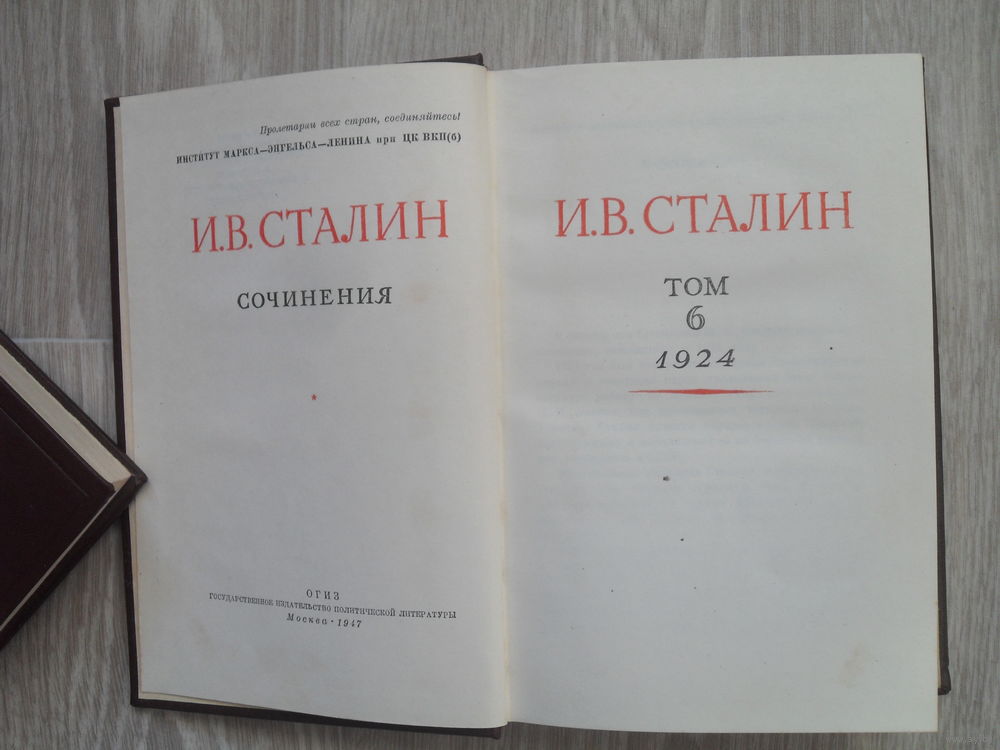 Пролетарии всех стран, соединяйтесь!
ИНСТИТУТ МАРКСА—ЭНГЕЛЬСА—ЛЕНИНА при ЦК ВКП(б)
И.В.СТАЛИН
СОЧИНЕНИЯ
ОГИЗ
ГОСУДАРСТВЕННОЕ ИЗДАТЕЛЬСТВО ПОЛИТИЧЕСКОЙ ЛИТЕРАТУРЫ
Москва · 1947
И.В.СТАЛИН
ТОМ
6
1924